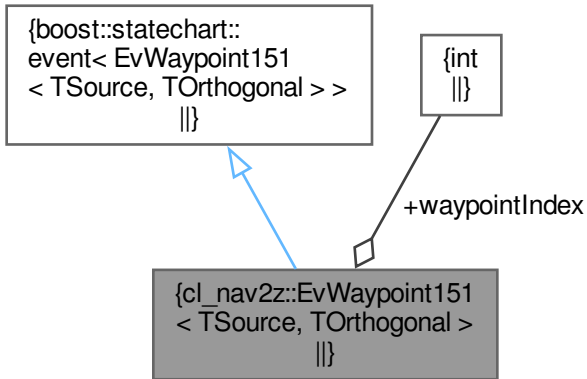 {boost::statechart::
event< EvWaypoint151
< TSource, TOrthogonal > >
||}
{int
||}
+waypointIndex
{cl_nav2z::EvWaypoint151
< TSource, TOrthogonal >
||}